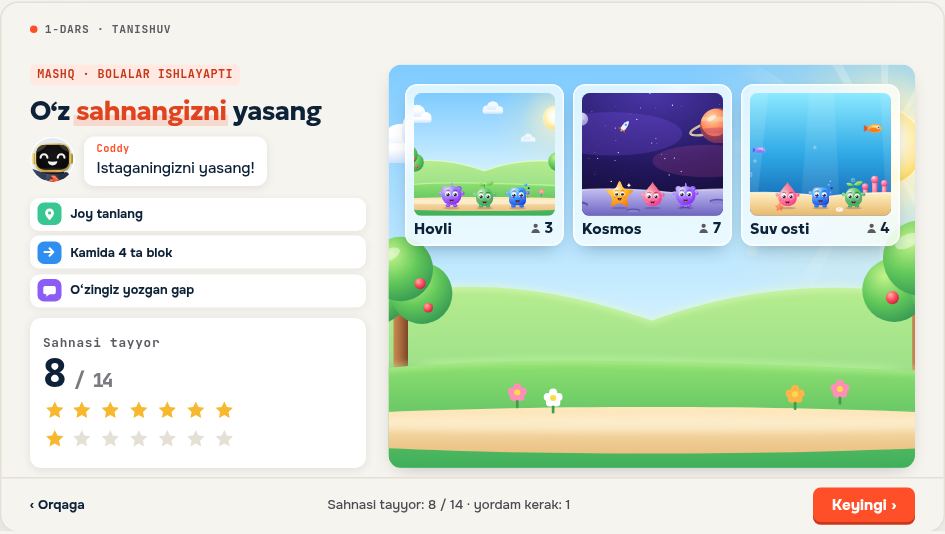 1-DARS · TANISHUV
MASHQ · BOLALAR ISHLAYAPTI
Oʻz sahnangizni yasang
Coddy
Istaganingizni yasang!
Joy tanlang
Kamida 4 ta blok
Oʻzingiz yozgan gap
Sahnasi tayyor
8 / 14
Hovli 3
Kosmos 7
Suv osti 4
‹ Orqaga
Sahnasi tayyor: 8 / 14 · yordam kerak: 1
Keyingi ›